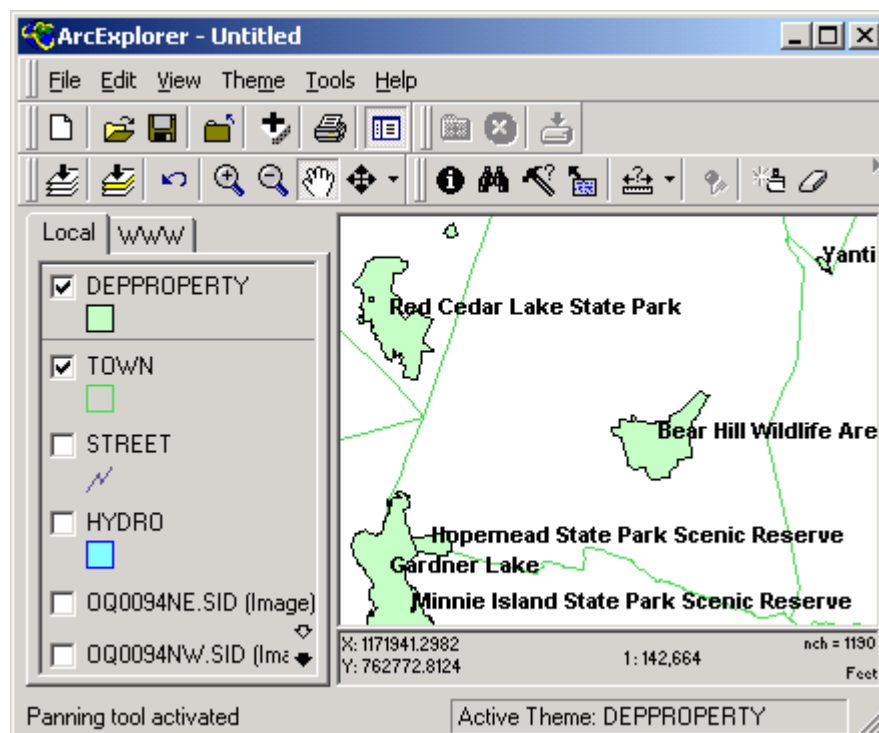 ArcExplorer - Untitled
File Edit View Theme Tools Help
Local WWW
DEPPROPERTY
TOWN
STREET
HYDRO
OQ0094NE.SID (Image)
OQ0094NW.SID (Ima
Yanti
Red Cedar Lake State Park
Bear Hill Wildlife Are
Hopemead State Park Scenic Reserve
Gardner Lake
Minnie Island State Park Scenic Reserve
X: 1171941.2982
Y: 762772.8124
1: 142,664
nch = 1190
Feet
Panning tool activated
Active Theme: DEPPROPERTY